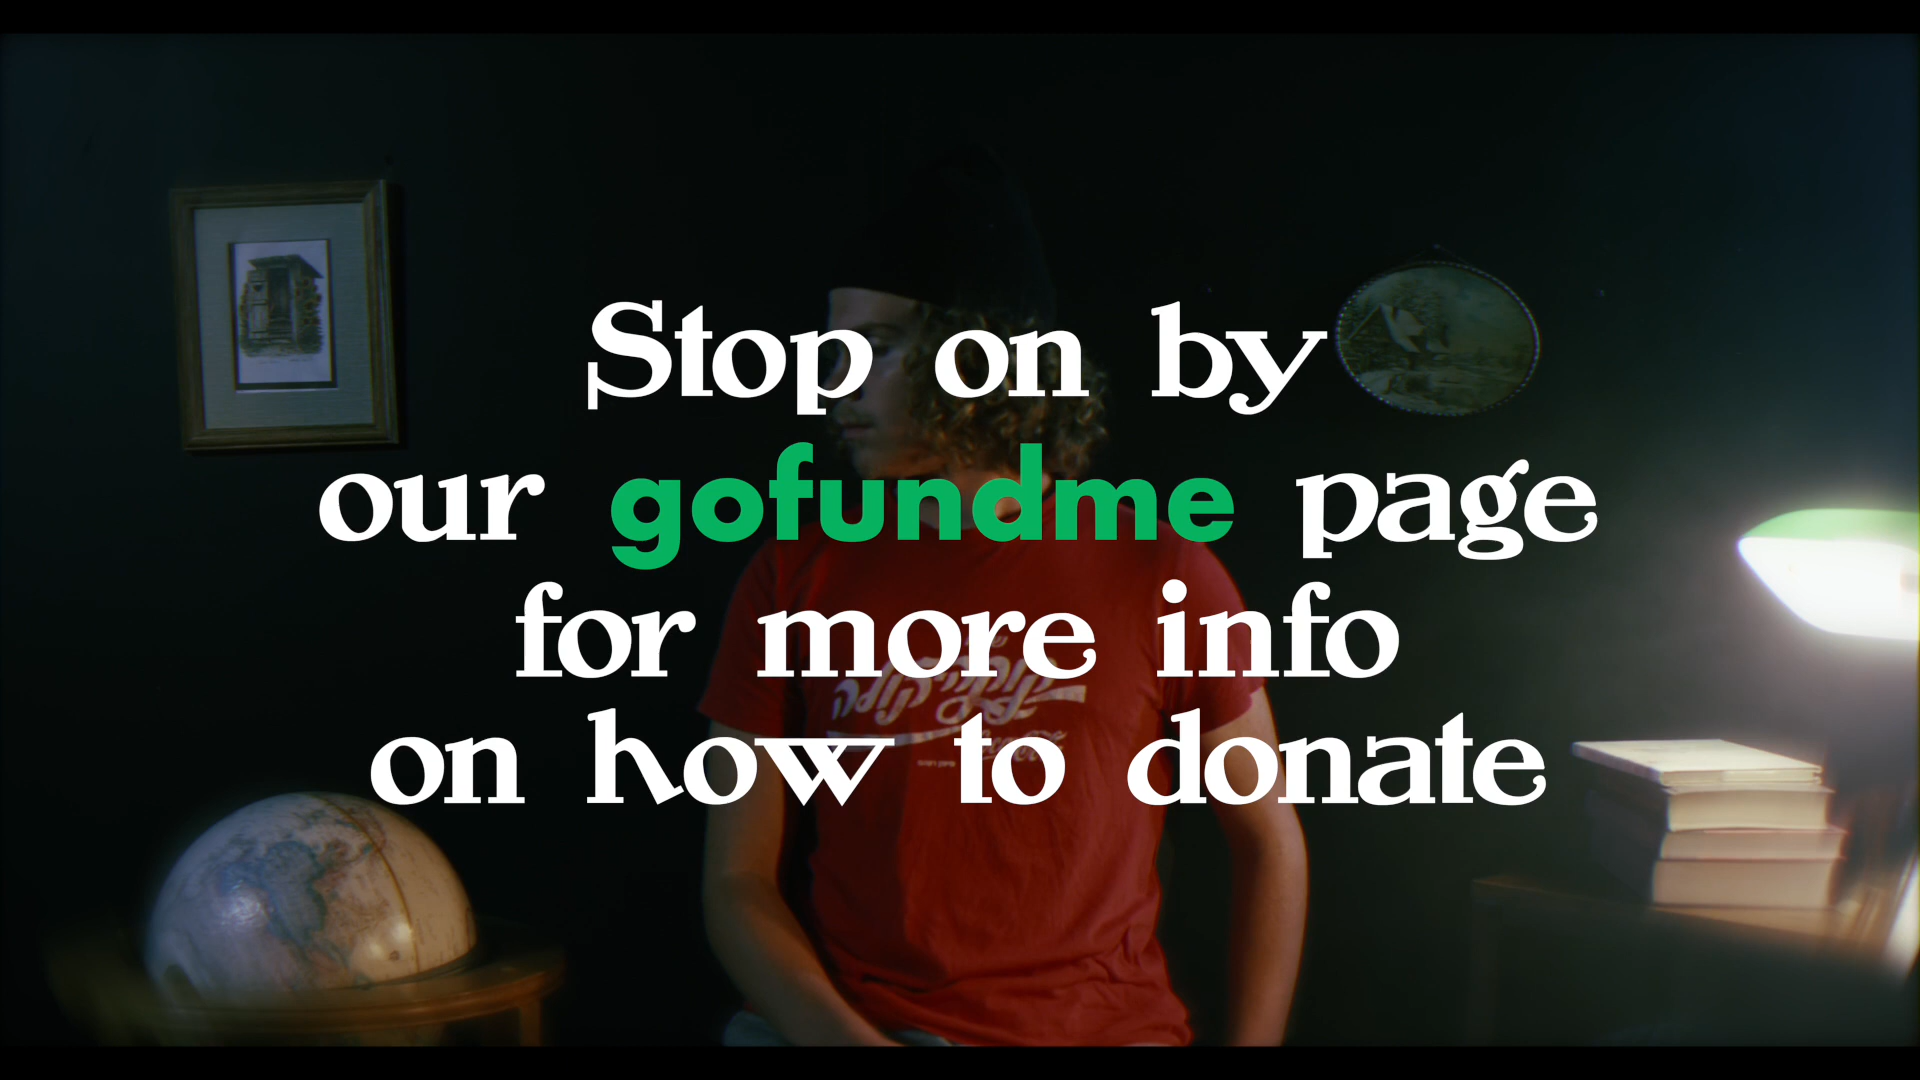 Stop on by
our gofundme page
for more info
on how to donate